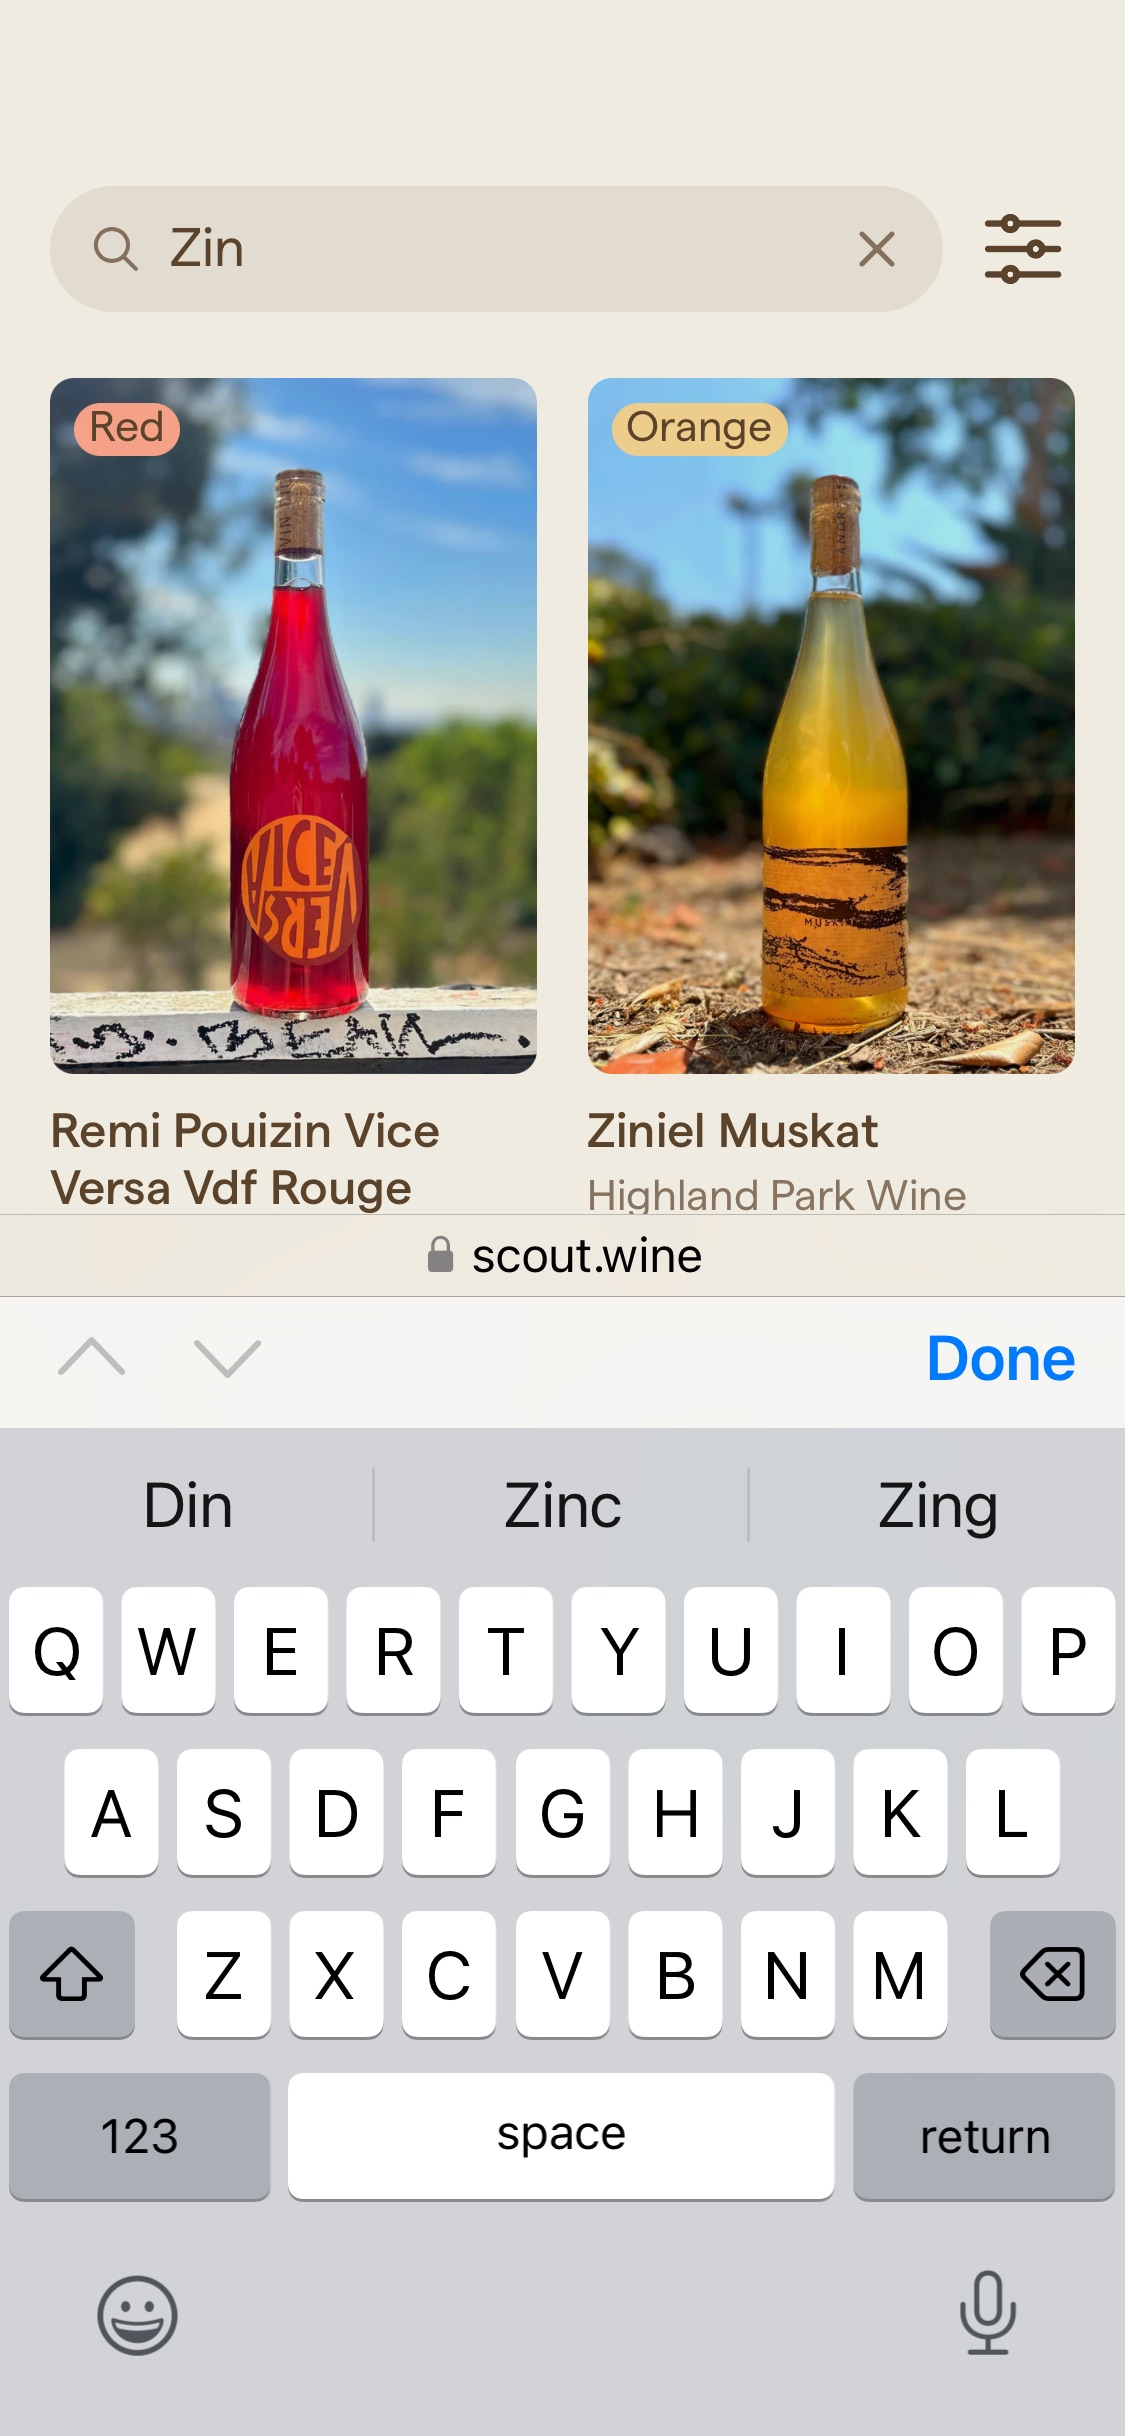 Zin
Red
Orange
VICE
VERSA
MUSKAT
Remi Pouizin Vice
Versa Vdf Rouge
Ziniel Muskat
Highland Park Wine
scout.wine
Done
Din Zinc Zing
Q W E R T Y U I O P
A S D F G H J K L
Z X C V B N M
123 space return